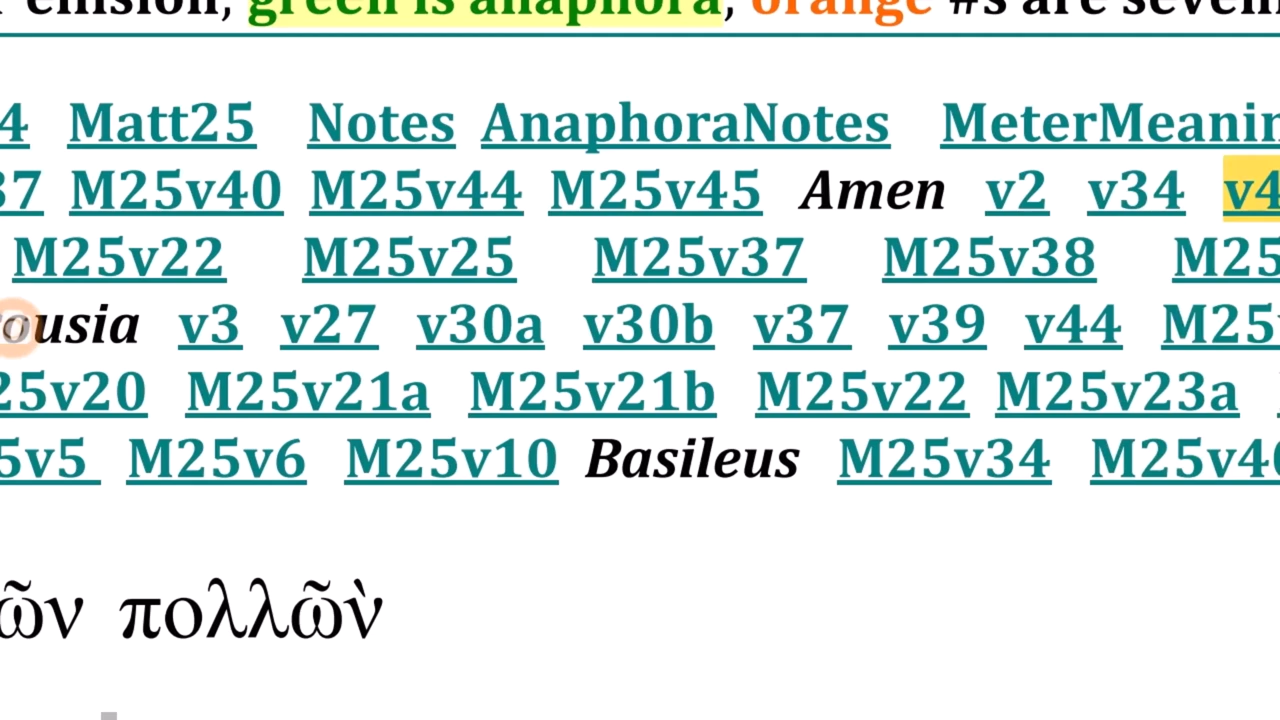 elision, green is anaphora, orange #s are
4 Matt25 Notes AnaphoraNotes MeterMeanin
37 M25v40 M25v44 M25v45 Amen v2 v34 v4
M25v22 M25v25 M25v37 M25v38 M25
ousia v3 v27 v30a v30b v37 v39 v44 M25
25v20 M25v21a M25v21b M25v22 M25v23a
5v5 M25v6 M25v10 Basileus M25v34 M25v40
ῶν πολλῶν̀